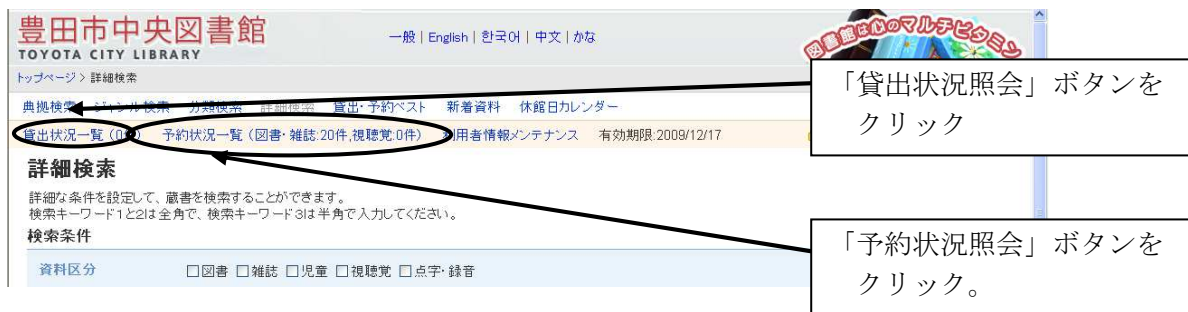 豊田市中央図書館
TOYOTA CITY LIBRARY
一般 | English | 한국어 | 中文 | かな
図書館は心のマルチビタミン
トップページ > 詳細検索
典拠検索 ジャンル検索 分類検索 詳細検索 貸出・予約ベスト 新着資料 休館日カレンダー
貸出状況一覧 予約状況一覧（図書・雑誌:20件,視聴覚:0件） 利用者情報メンテナンス 有効期限:2009/12/17
詳細検索
詳細な条件を設定して、蔵書を検索することができます。
検索キーワード1と2は全角で、検索キーワード3は半角で入力してください。
検索条件
資料区分 □図書 □雑誌 □児童 □視聴覚 □点字・録音
「貸出状況照会」ボタンを
クリック
「予約状況照会」ボタンを
クリック。